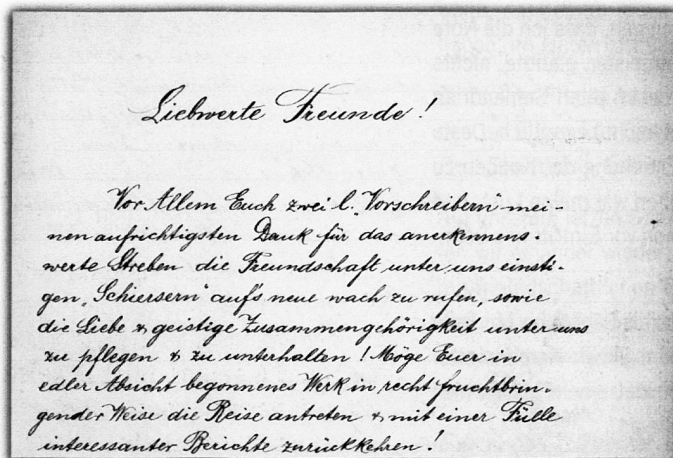 Liebwerte Freunde!
Vor Allem Euch zwei l. „Vorschreibern“ mei-
nen aufrichtigsten Dank für das anerkennens-
werte Streben die Freundschaft unter uns einsti-
gen „Schiersern“ auf's neue wach zu rufen, sowie
die Liebe & geistige Zusammengehörigkeit unter uns
zu pflegen & zu unterhalten! Möge Euer in
edler Absicht begonnenes Werk in recht fruchtbrin-
gender Weise die Reise antreten & mit einer Fülle
interessanter Berichte zurückkehren!